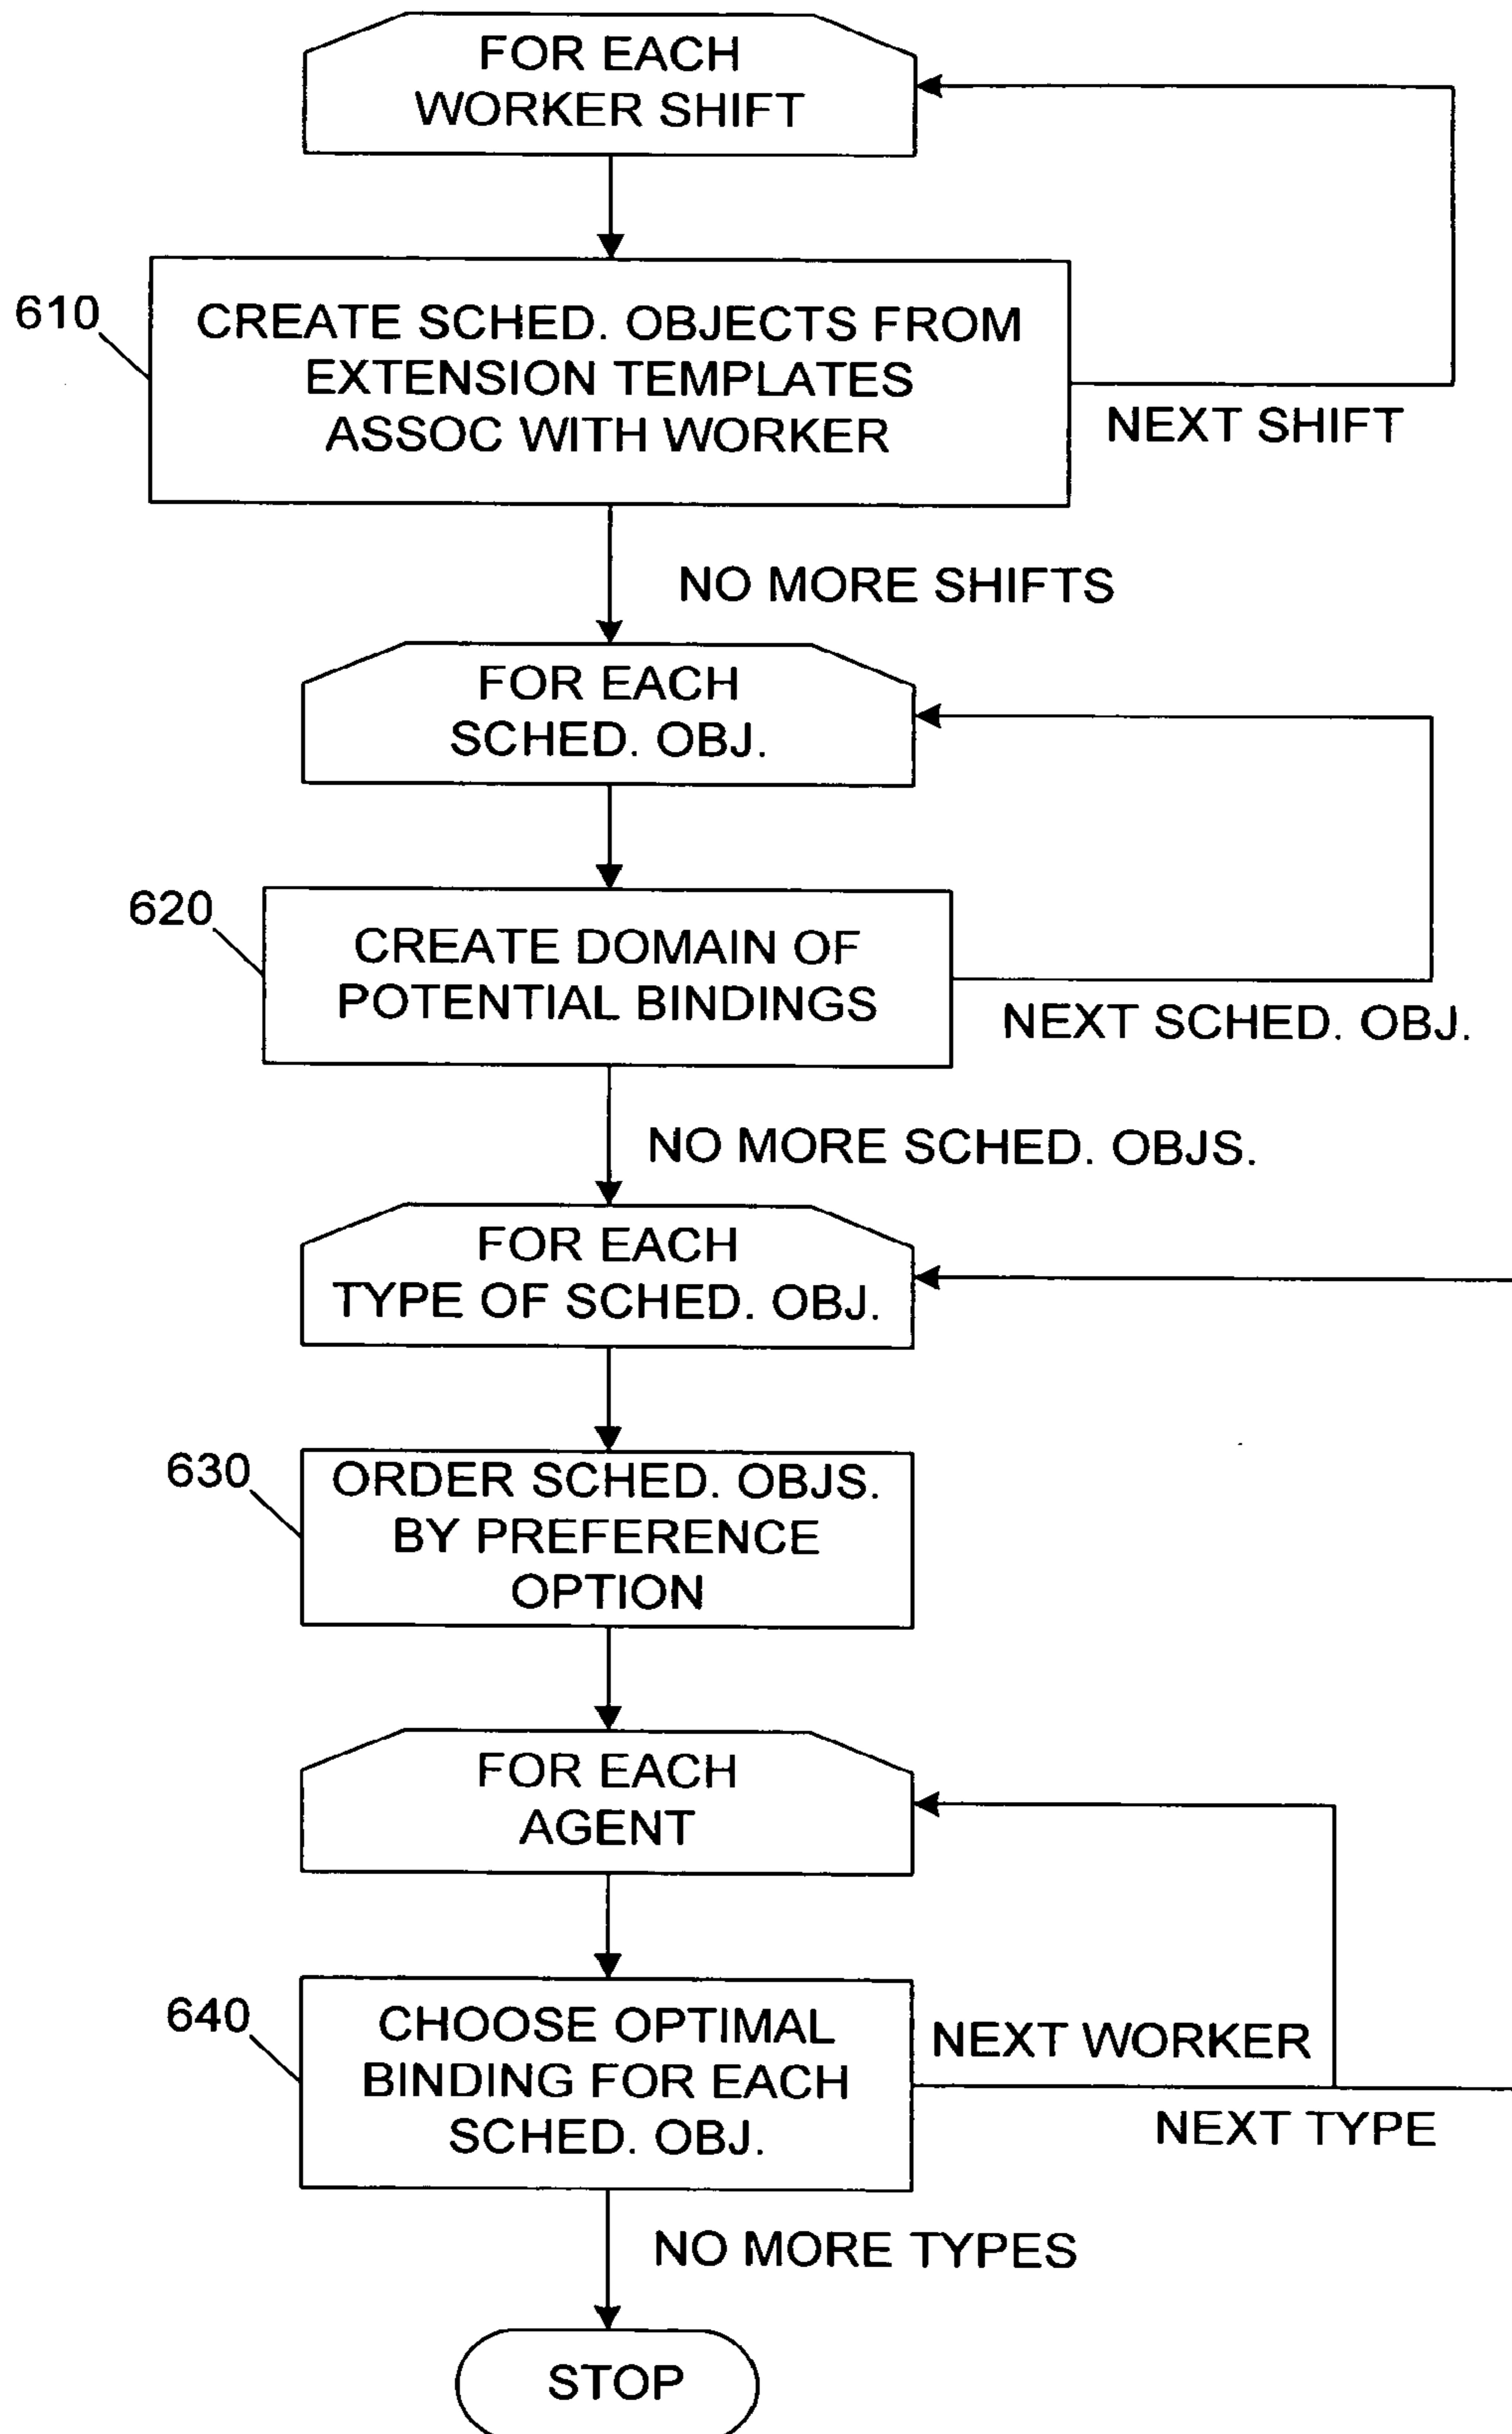 FOR EACH
WORKER SHIFT
610
CREATE SCHED. OBJECTS FROM
EXTENSION TEMPLATES
ASSOC WITH WORKER
NEXT SHIFT
NO MORE SHIFTS
FOR EACH
SCHED. OBJ.
620
CREATE DOMAIN OF
POTENTIAL BINDINGS
NEXT SCHED. OBJ.
NO MORE SCHED. OBJS.
FOR EACH
TYPE OF SCHED. OBJ.
630
ORDER SCHED. OBJS.
BY PREFERENCE
OPTION
FOR EACH
AGENT
640
CHOOSE OPTIMAL
BINDING FOR EACH
SCHED. OBJ.
NEXT WORKER
NEXT TYPE
NO MORE TYPES
STOP